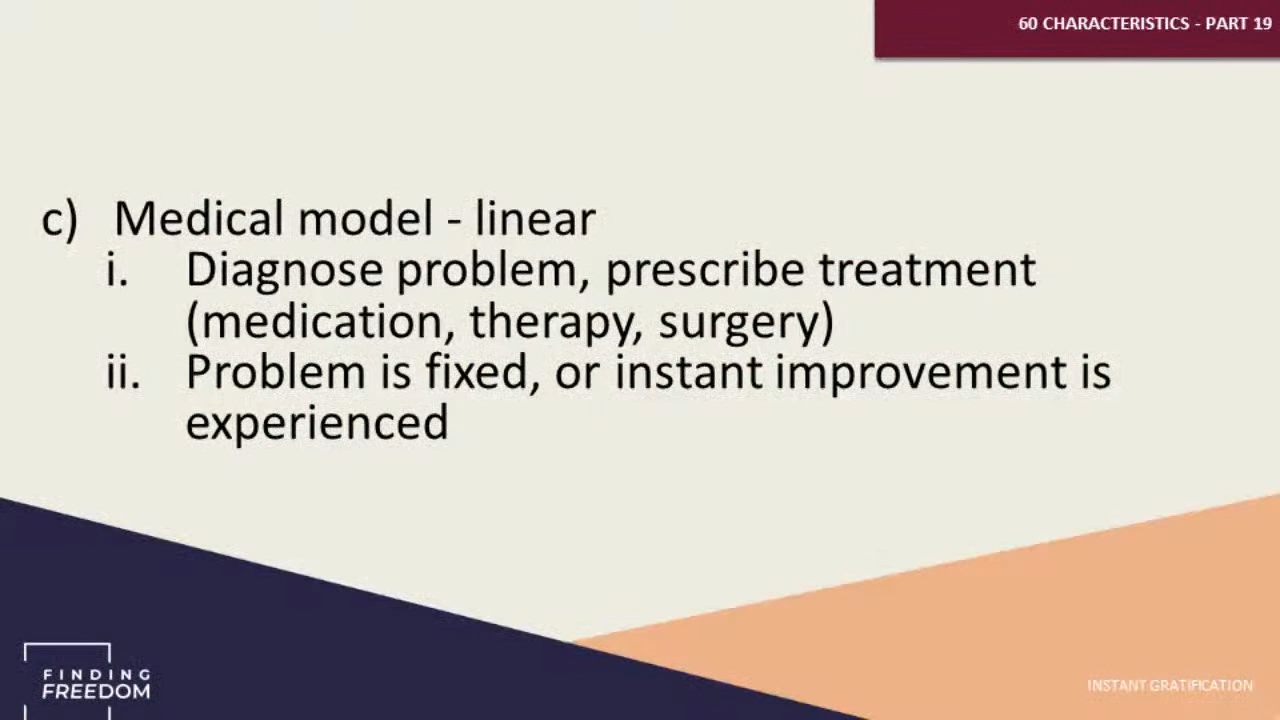 60 CHARACTERISTICS - PART 19
c) Medical model - linear
i. Diagnose problem, prescribe treatment
(medication, therapy, surgery)
ii. Problem is fixed, or instant improvement is
experienced
FINDING
FREEDOM
INSTANT GRATIFICATION